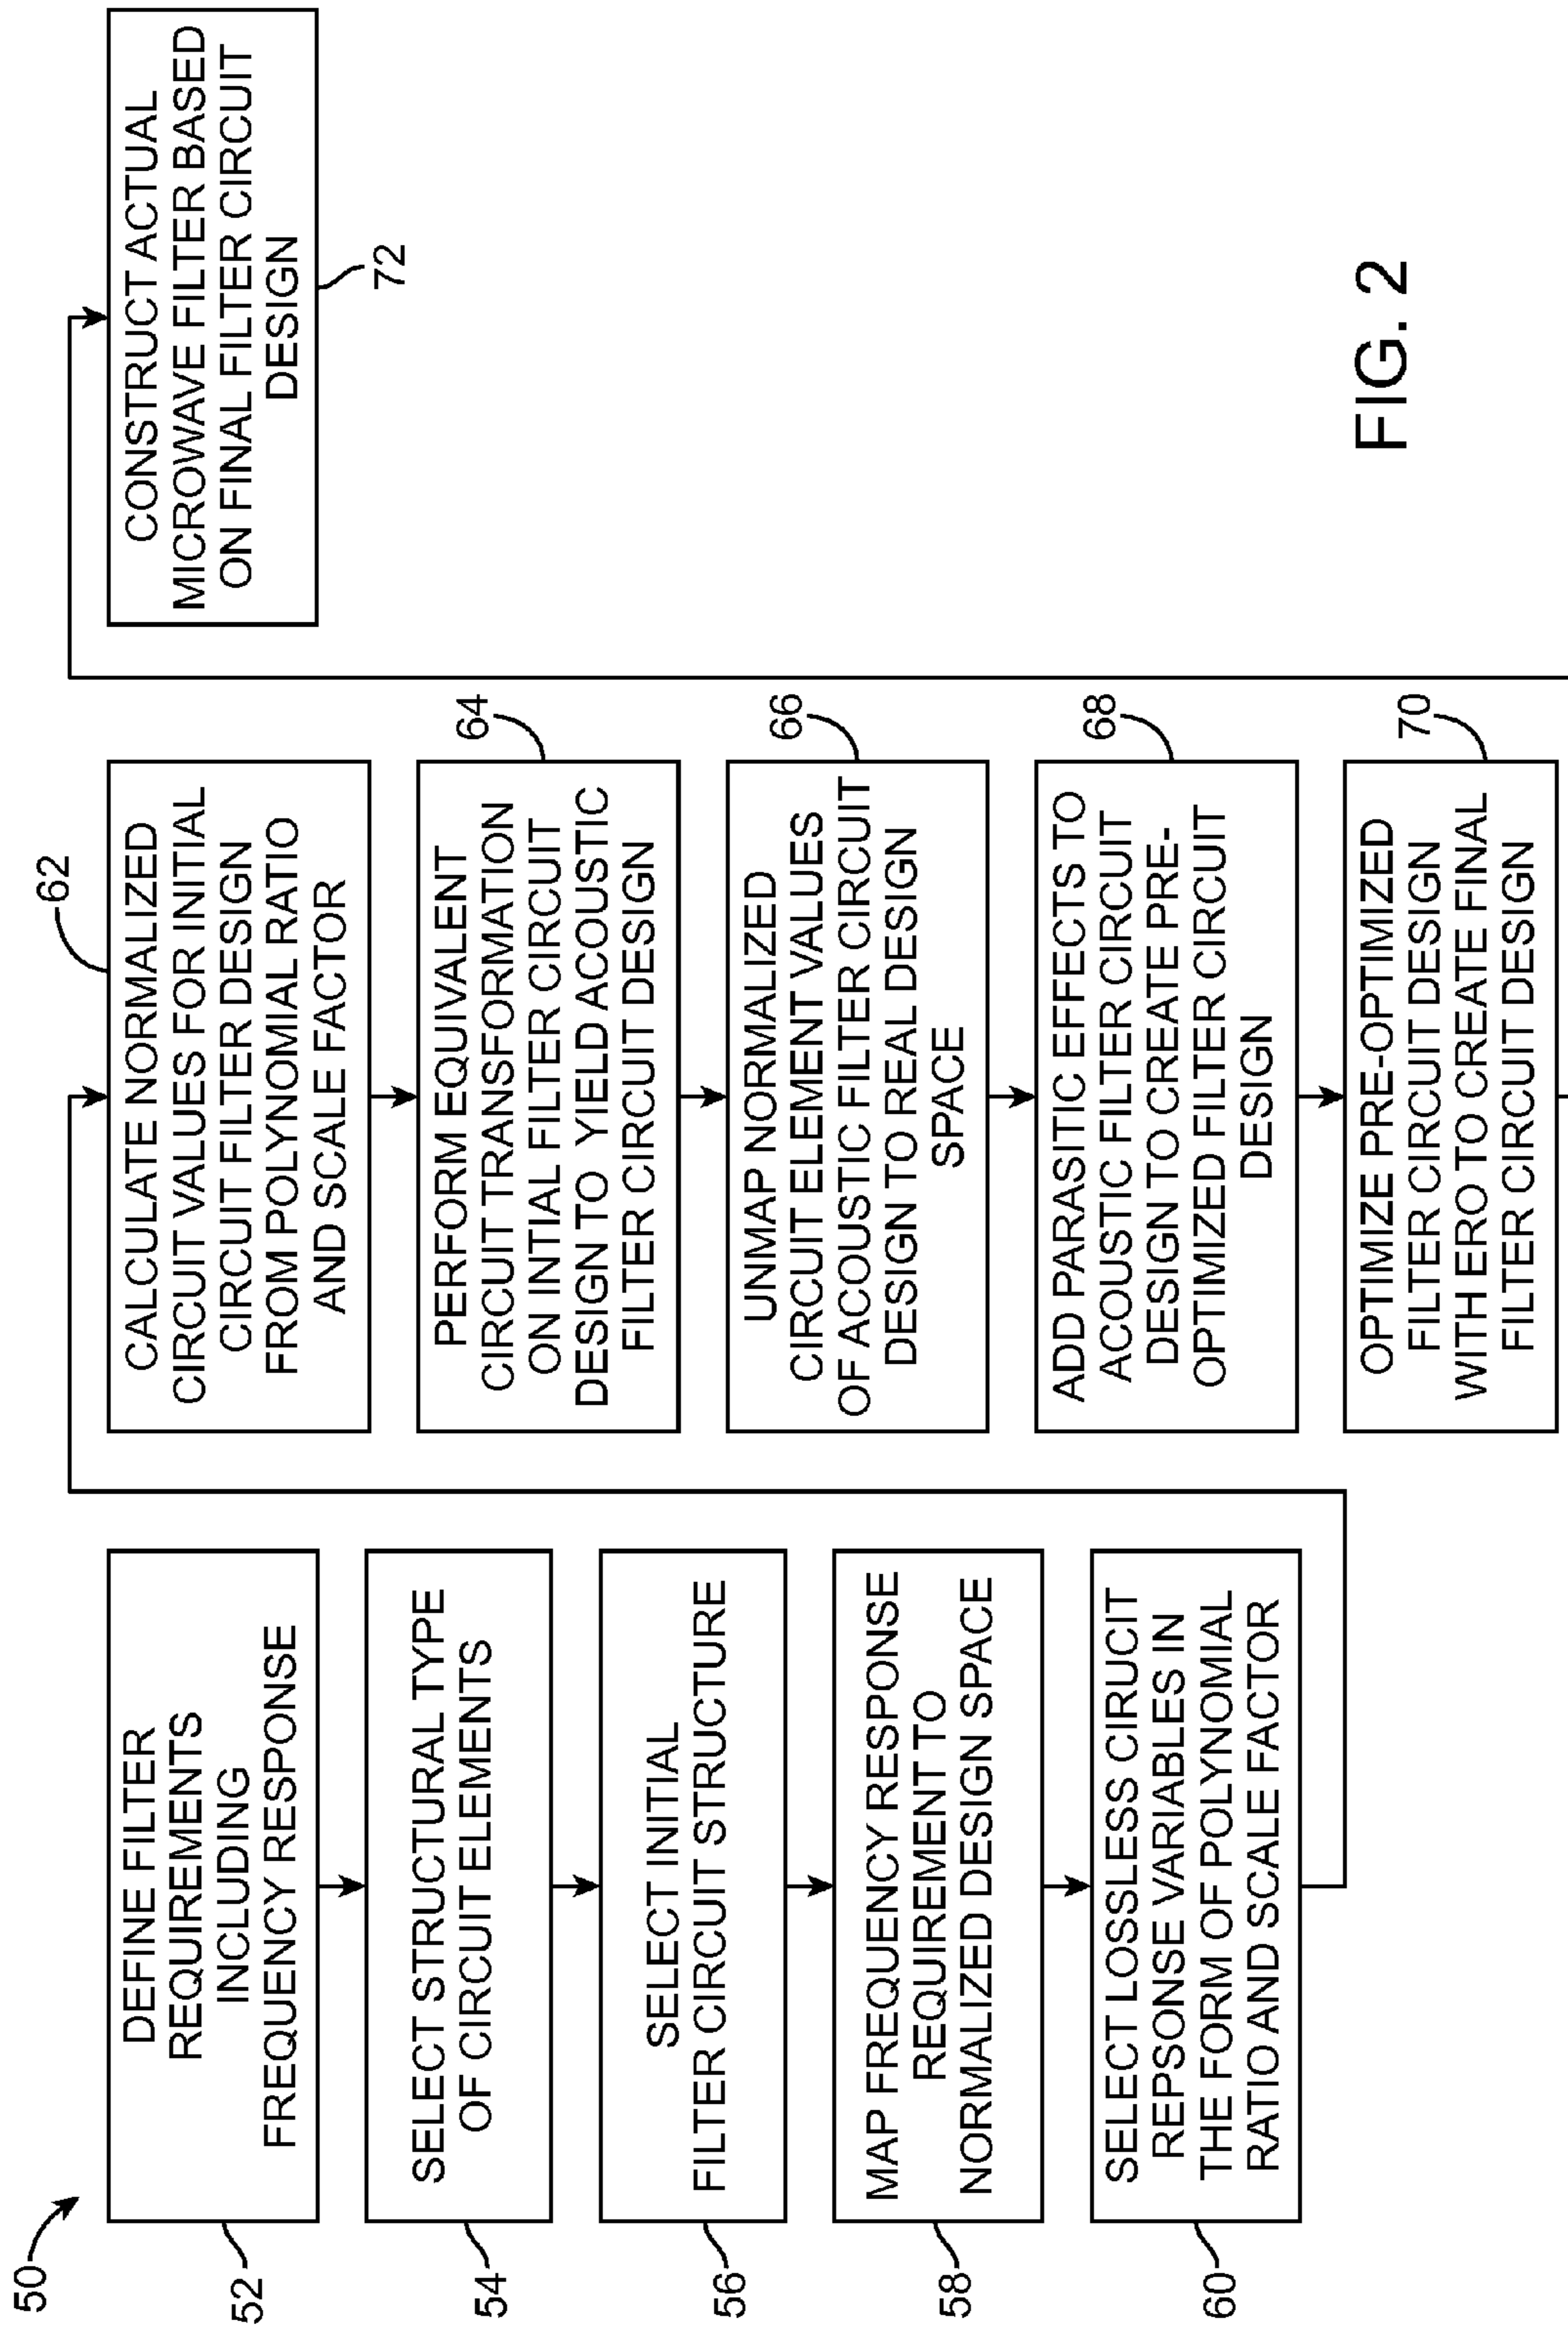 50
DEFINE FILTER
REQUIREMENTS
INCLUDING
FREQUENCY RESPONSE
52
SELECT STRUCTURAL TYPE
OF CIRCUIT ELEMENTS
54
SELECT INITIAL
FILTER CIRCUIT STRUCTURE
56
MAP FREQUENCY RESPONSE
REQUIREMENT TO
NORMALIZED DESIGN SPACE
58
SELECT LOSSLESS CIRUCIT
REPSONSE VARIABLES IN
THE FORM OF POLYNOMIAL
RATIO AND SCALE FACTOR
60
62
CALCULATE NORMALIZED
CIRCUIT VALUES FOR INITIAL
CIRCUIT FILTER DESIGN
FROM POLYNOMIAL RATIO
AND SCALE FACTOR
64
PERFORM EQUIVALENT
CIRCUIT TRANSFORMATION
ON INITIAL FILTER CIRCUIT
DESIGN TO YIELD ACOUSTIC
FILTER CIRCUIT DESIGN
66
UNMAP NORMALIZED
CIRCUIT ELEMENT VALUES
OF ACOUSTIC FILTER CIRCUIT
DESIGN TO REAL DESIGN
SPACE
68
ADD PARASITIC EFFECTS TO
ACOUSTIC FILTER CIRCUIT
DESIGN TO CREATE PRE-
OPTIMIZED FILTER CIRCUIT
DESIGN
70
OPTIMIZE PRE-OPTIMIZED
FILTER CIRCUIT DESIGN
WITH ERO TO CREATE FINAL
FILTER CIRCUIT DESIGN
CONSTRUCT ACTUAL
MICROWAVE FILTER BASED
ON FINAL FILTER CIRCUIT
DESIGN
72
FIG. 2